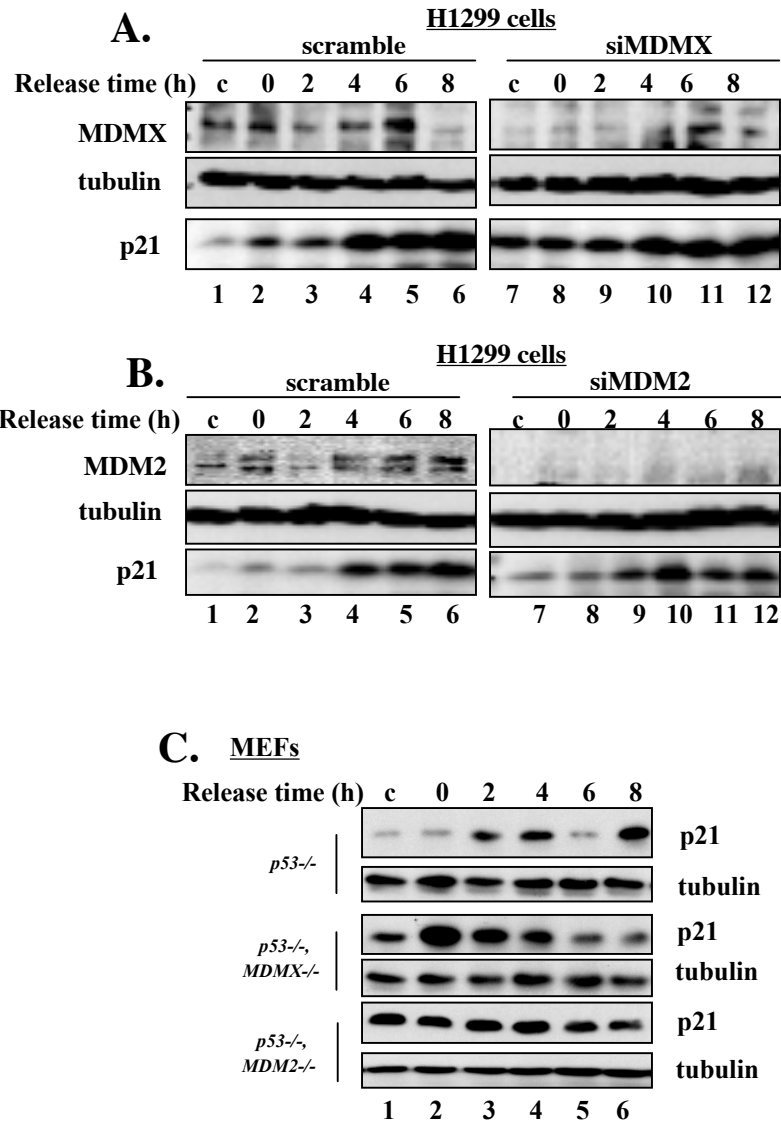 A.
H1299 cells
scramble siMDMX
Release time (h) c 0 2 4 6 8 c 0 2 4 6 8
MDMX
tubulin
p21
1 2 3 4 5 6 7 8 9 10 11 12
H1299 cells
B.
scramble siMDM2
Release time (h) c 0 2 4 6 8 c 0 2 4 6 8
MDM2
tubulin
p21
1 2 3 4 5 6 7 8 9 10 11 12
C. MEFs
Release time (h) c 0 2 4 6 8
p21
p53-/-
tubulin
p53-/-, p21
MDMX-/- tubulin
p21
p53-/-,
MDM2-/- tubulin
1 2 3 4 5 6